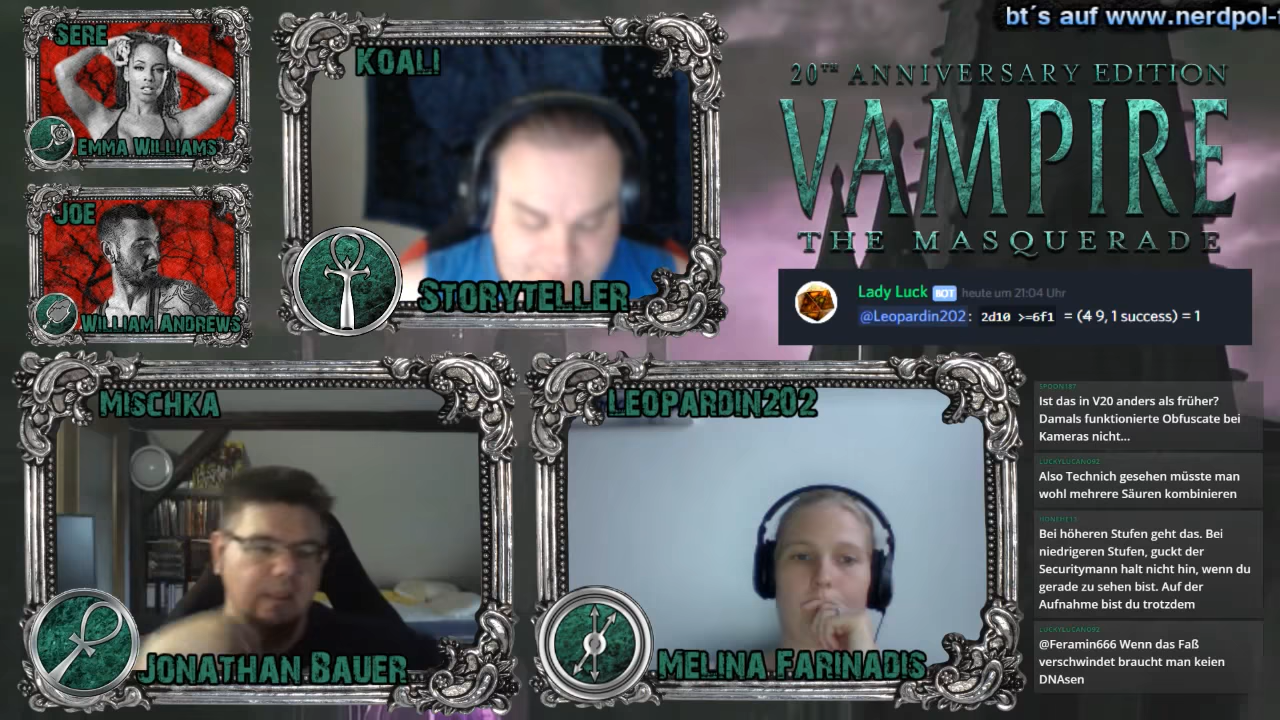 bt´s auf www.nerdpol-
SERE
EMMA WILLIAMS
JOE
WILLIAM ANDREWS
KOALI
STORYTELLER
20TH ANNIVERSARY EDITION
VAMPIRE
THE MASQUERADE
Lady Luck BOT heute um 21:04 Uhr
@Leopardin202: 2d10 >=6f1 = (4 9, 1 success) = 1
MISCHKA
JONATHAN BAUER
LEOPARDIN202
MELINA FARINADIS
SPOON187
Ist das in V20 anders als früher?
Damals funktionierte Obfuscate bei
Kameras nicht...
LUCKYLUCANO92
Also Technich gesehen müsste man
wohl mehrere Säuren kombinieren
Bei höheren Stufen geht das. Bei
niedrigeren Stufen, guckt der
Securitymann halt nicht hin, wenn du
gerade zu sehen bist. Auf der
Aufnahme bist du trotzdem
LUCKYLUCANO92
@Feramin666 Wenn das Faß
verschwindet braucht man keien
DNAsen